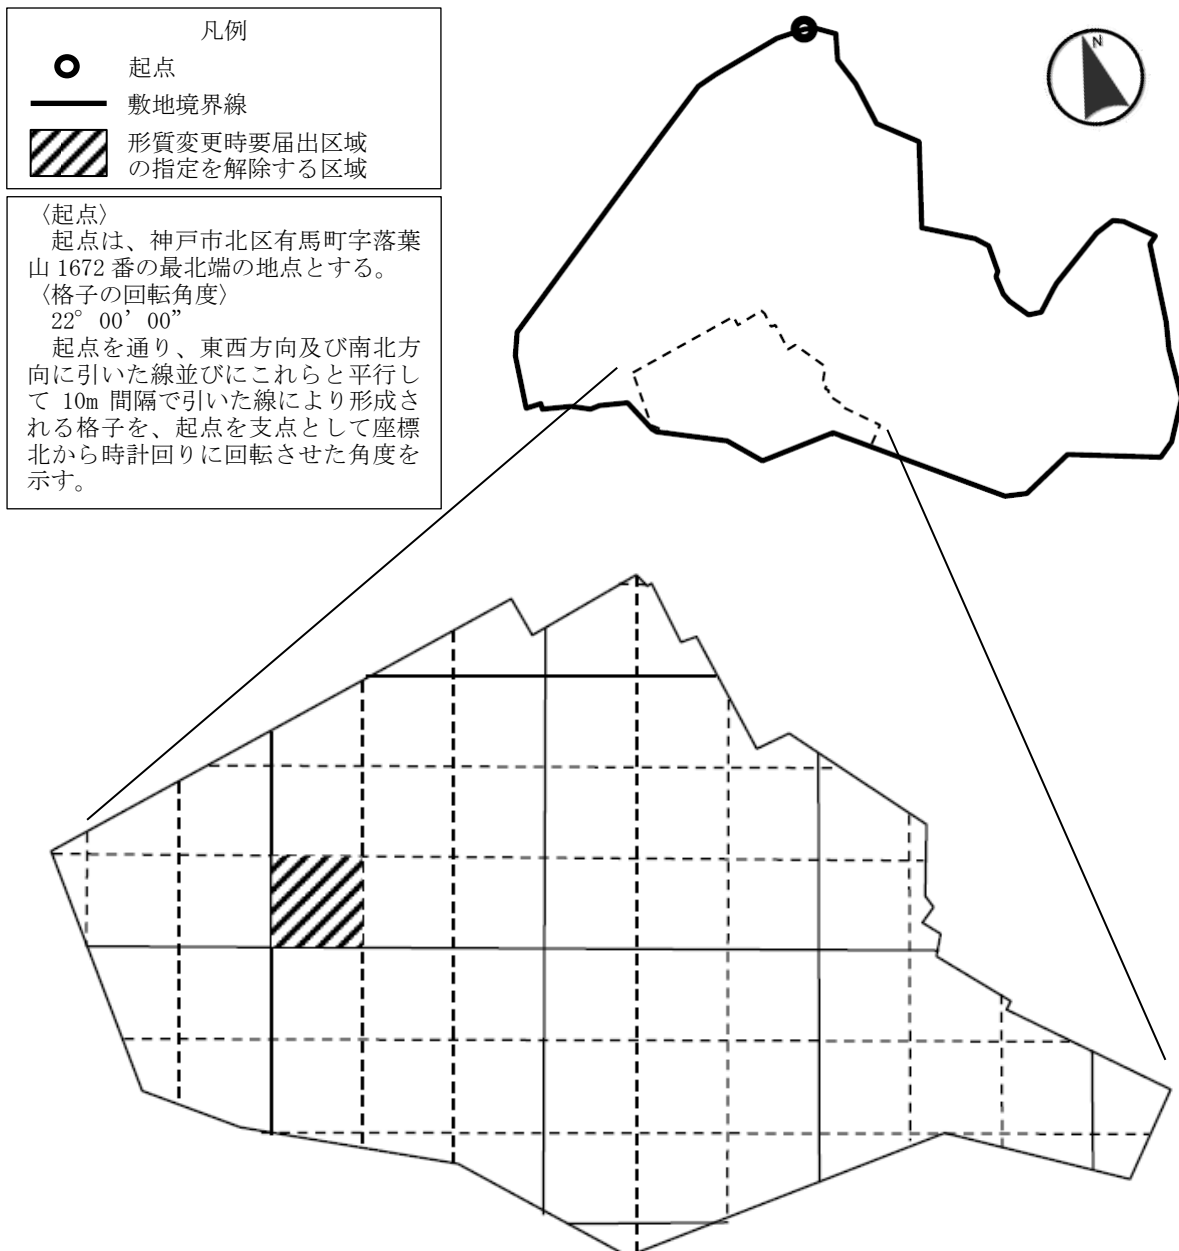 凡例
起点
敷地境界線
形質変更時要届出区域
の指定を解除する区域
〈起点〉
起点は、神戸市北区有馬町字落葉
山 1672 番の最北端の地点とする。
〈格子の回転角度〉
22° 00’ 00”
起点を通り、東西方向及び南北方
向に引いた線並びにこれらと平行し
て 10m 間隔で引いた線により形成さ
れる格子を、起点を支点として座標
北から時計回りに回転させた角度を
示す。
N